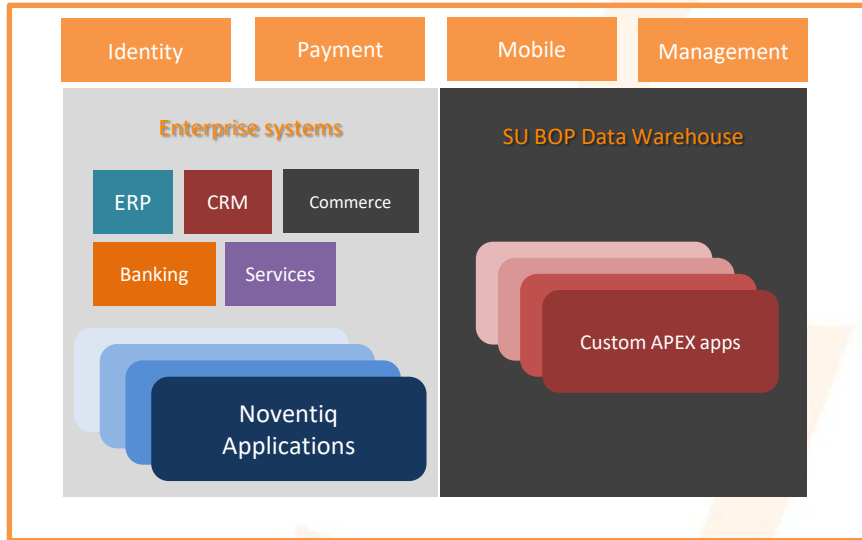 Identity
Payment
Mobile
Management
Enterprise systems
SU BOP Data Warehouse
ERP
CRM
Commerce
Banking
Services
Custom APEX apps
Noventiq
Applications